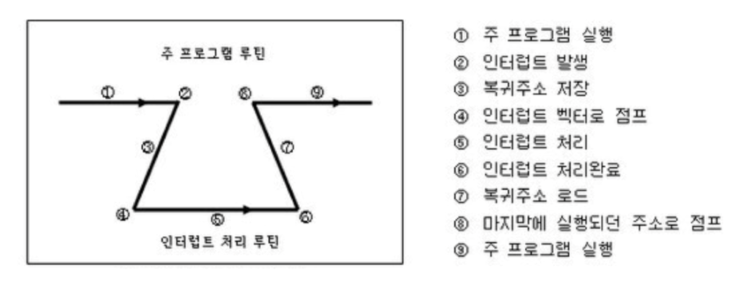 주 프로그램 루틴
① ② ⑧ ⑨
③ ⑦
④ ⑤ ⑥
인터럽트 처리 루틴
① 주 프로그램 실행
② 인터럽트 발생
③ 복귀주소 저장
④ 인터럽트 벡터로 점프
⑤ 인터럽트 처리
⑥ 인터럽트 처리완료
⑦ 복귀주소 로드
⑧ 마지막에 실행되던 주소로 점프
⑨ 주 프로그램 실행